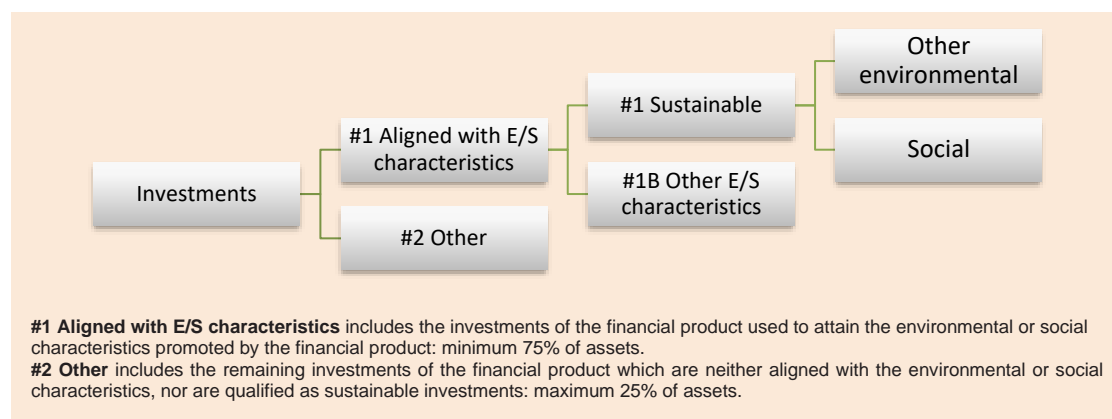 Other
environmental
#1 Sustainable
#1 Aligned with E/S
characteristics
Social
Investments
#1B Other E/S
characteristics
#2 Other
#1 Aligned with E/S characteristics includes the investments of the financial product used to attain the environmental or social
characteristics promoted by the financial product: minimum 75% of assets.
#2 Other includes the remaining investments of the financial product which are neither aligned with the environmental or social
characteristics, nor are qualified as sustainable investments: maximum 25% of assets.